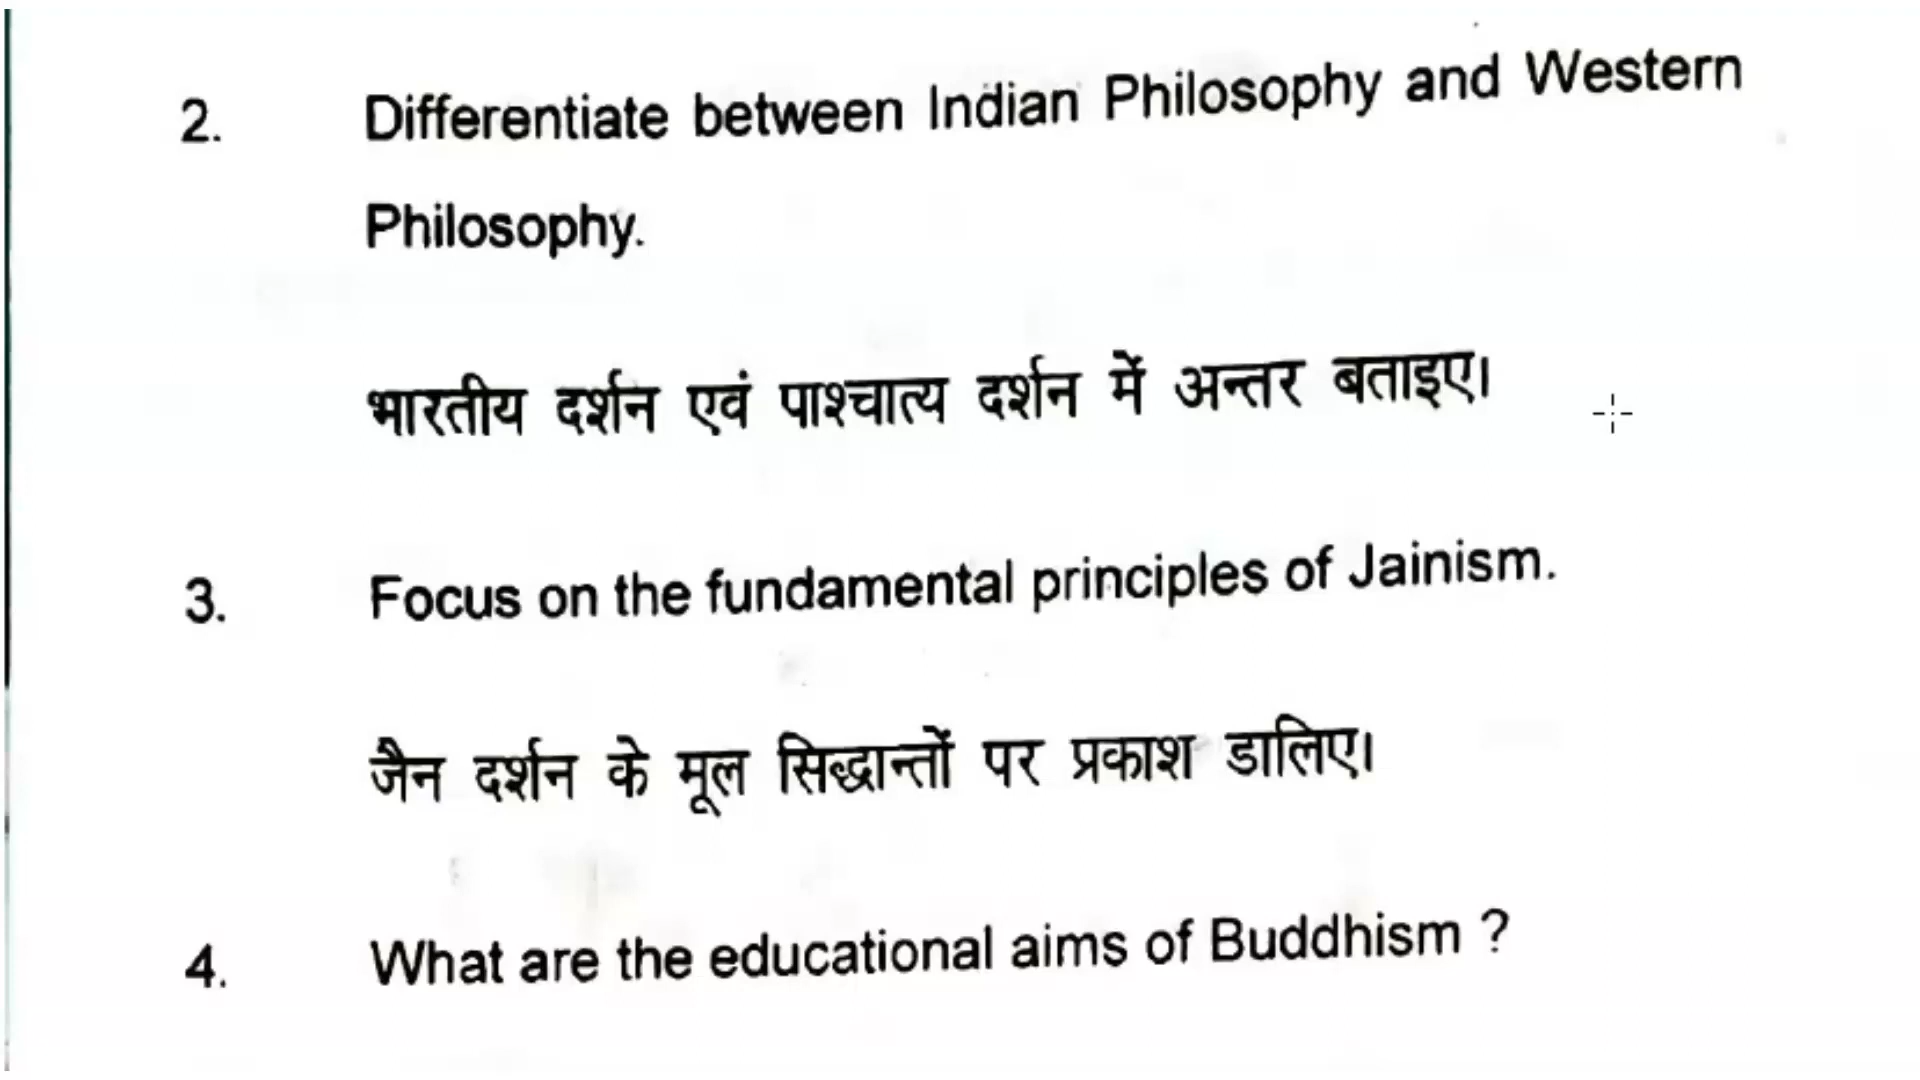 2. Differentiate between Indian Philosophy and Western
Philosophy.
भारतीय दर्शन एवं पाश्चात्य दर्शन में अन्तर बताइए।
3. Focus on the fundamental principles of Jainism.
जैन दर्शन के मूल सिद्धान्तों पर प्रकाश डालिए।
4. What are the educational aims of Buddhism ?